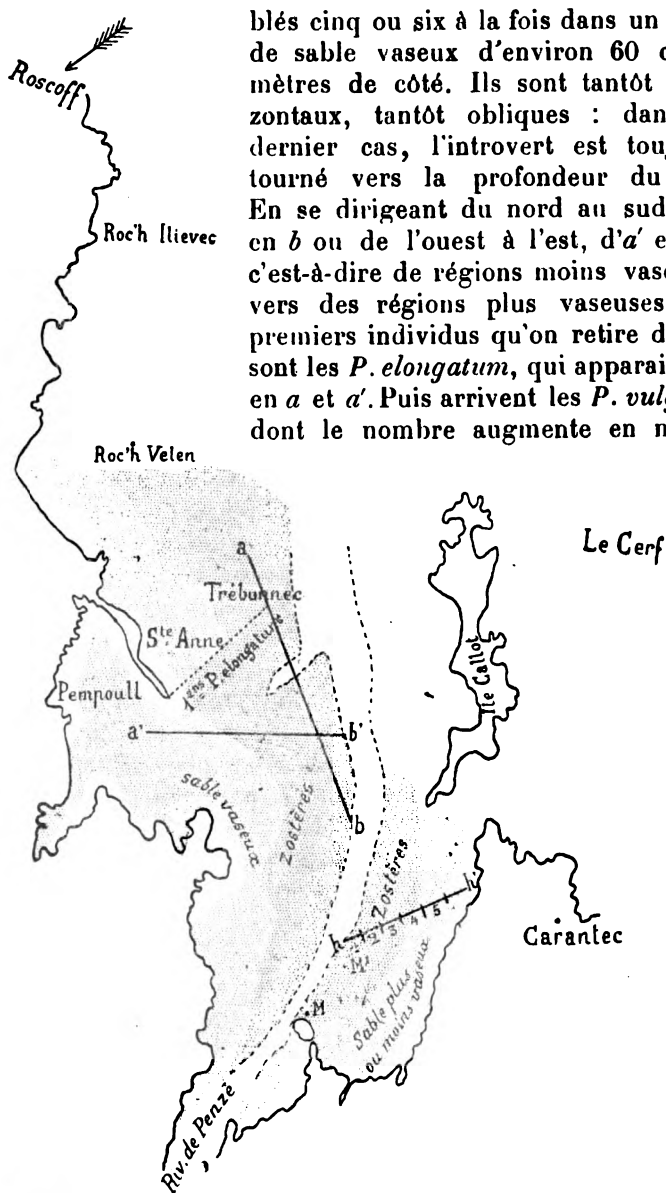 blés cinq ou six à la fois dans un
de sable vaseux d'environ 60 c
mètres de côté. Ils sont tantôt
zontaux, tantôt obliques : dan
dernier cas, l'introvert est tou
tourné vers la profondeur du
En se dirigeant du nord au sud
en b ou de l'ouest à l'est, d'a' e
c'est-à-dire de régions moins vas
vers des régions plus vaseuses
premiers individus qu'on retire d
sont les P. elongatum, qui apparai
en a et a'. Puis arrivent les P. vul
dont le nombre augmente en
Roscoff
Roc'h Ilievec
Roc'h Velen
Le Cerf
a
Trébunnec
Ste Anne
1ers P. elongatum
Ile Callot
Pempoull
a'
b'
sable vaseux
Zostères
b
Zostères
h
1
2
3
4
5
h'
M'
Carantec
Sable plus
ou moins vaseux
M
Riv. de Penzé